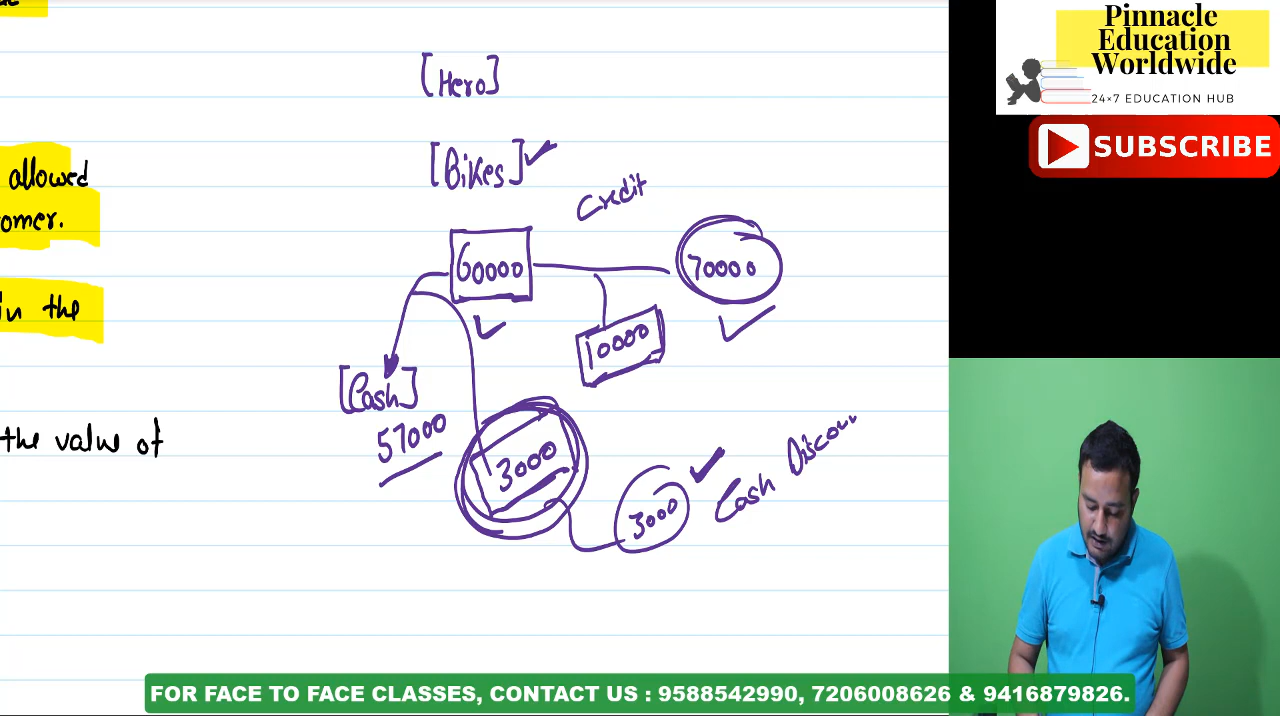 [Hero]
[Bikes]
allowed
omer.
in the
the value of
Credit
60000
70000
10000
[Cash]
57000
3000
3000
Cash Discou
Pinnacle
Education
Worldwide
24×7 EDUCATION HUB
SUBSCRIBE
FOR FACE TO FACE CLASSES, CONTACT US : 9588542990, 7206008626 & 9416879826.